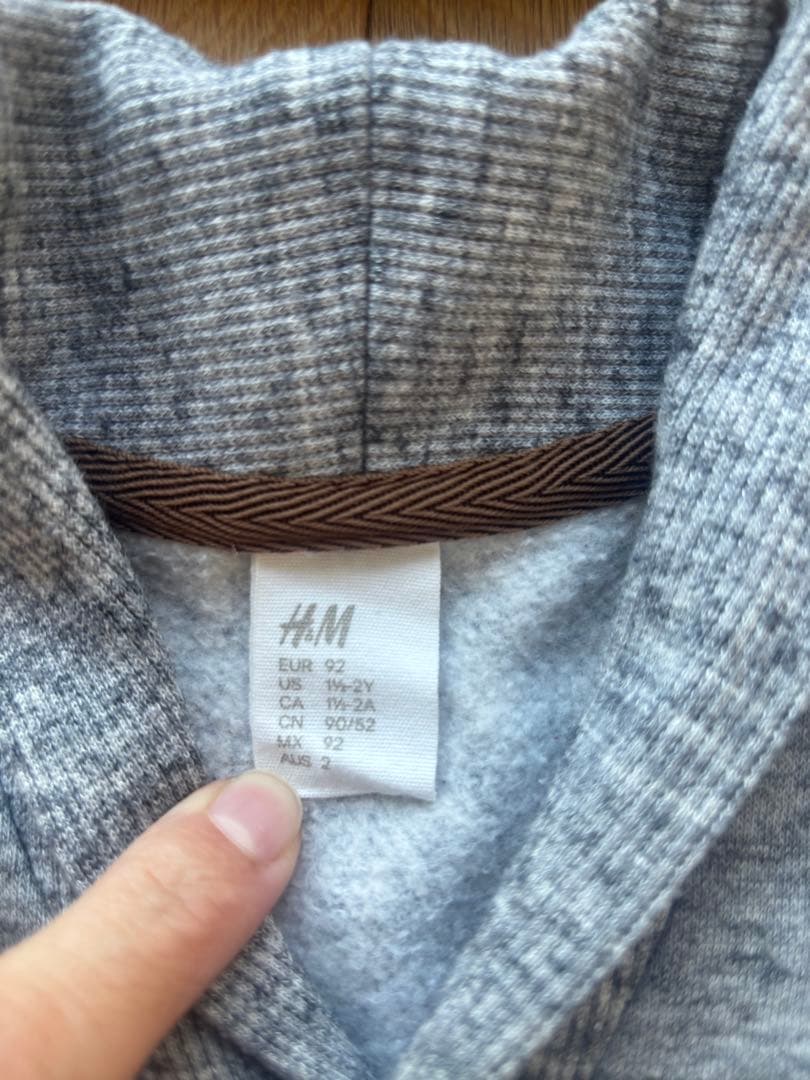 H&M
EUR 92
US 1½-2Y
CA 1½-2A
CN 90/52
MX 92
AUS 2